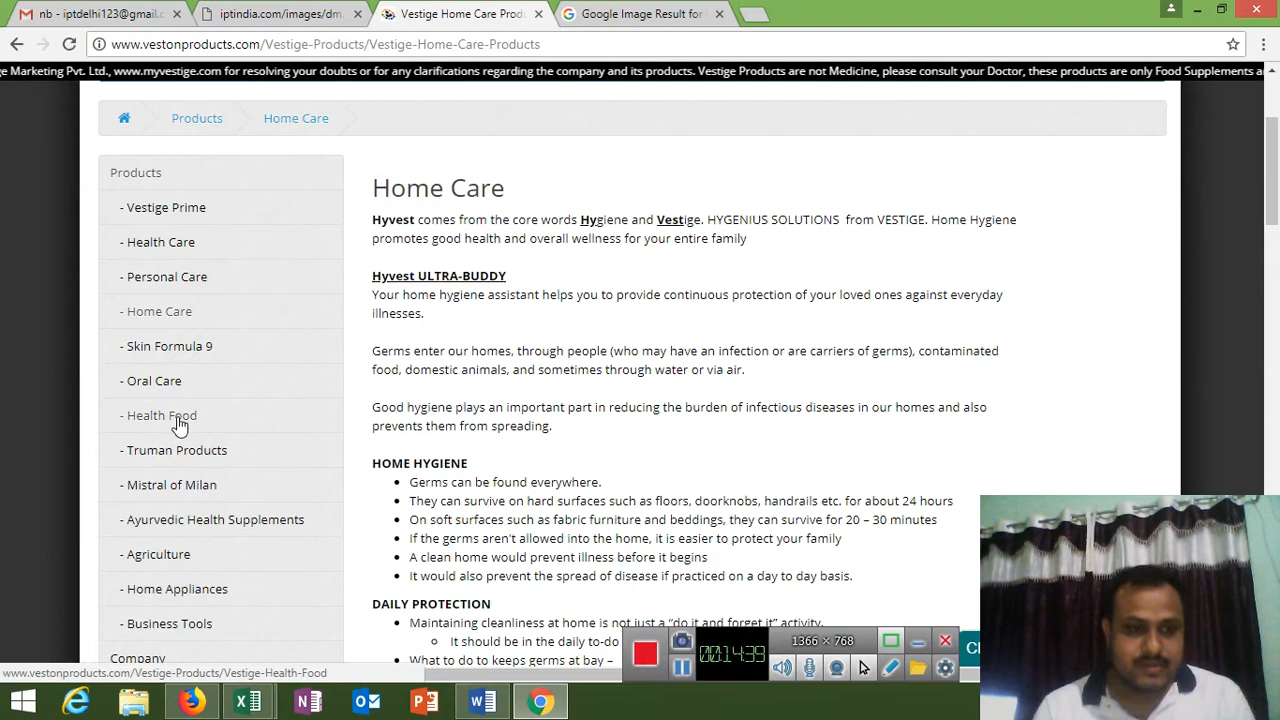 nb - iptdelhi123@gmail.c
iptindia.com/images/dm
Vestige Home Care Prod
Google Image Result for
www.vestonproducts.com/Vestige-Products/Vestige-Home-Care-Products
ge Marketing Pvt. Ltd., www.myvestige.com for resolving your doubts or for any clarifications regarding the company and its products. Vestige Products are not Medicine, please consult your Doctor, these products are only Food Supplements a
Products
Home Care
Products
- Vestige Prime
- Health Care
- Personal Care
- Home Care
- Skin Formula 9
- Oral Care
- Health Food
- Truman Products
- Mistral of Milan
- Ayurvedic Health Supplements
- Agriculture
- Home Appliances
- Business Tools
Company
Home Care
Hyvest comes from the core words Hygiene and Vestige. HYGENIUS SOLUTIONS from VESTIGE. Home Hygiene
promotes good health and overall wellness for your entire family
Hyvest ULTRA-BUDDY
Your home hygiene assistant helps you to provide continuous protection of your loved ones against everyday
illnesses.
Germs enter our homes, through people (who may have an infection or are carriers of germs), contaminated
food, domestic animals, and sometimes through water or via air.
Good hygiene plays an important part in reducing the burden of infectious diseases in our homes and also
prevents them from spreading.
HOME HYGIENE
• Germs can be found everywhere.
• They can survive on hard surfaces such as floors, doorknobs, handrails etc. for about 24 hours
• On soft surfaces such as fabric furniture and beddings, they can survive for 20 – 30 minutes
• If the germs aren't allowed into the home, it is easier to protect your family
• A clean home would prevent illness before it begins
• It would also prevent the spread of disease if practiced on a day to day basis.
DAILY PROTECTION
• Maintaining cleanliness at home is not just a “do it and forget it” activity.
It should be in the daily to-do
• What to do to keeps germs at bay –
00:14:39
1366 × 768
www.vestonproducts.com/Vestige-Products/Vestige-Health-Food